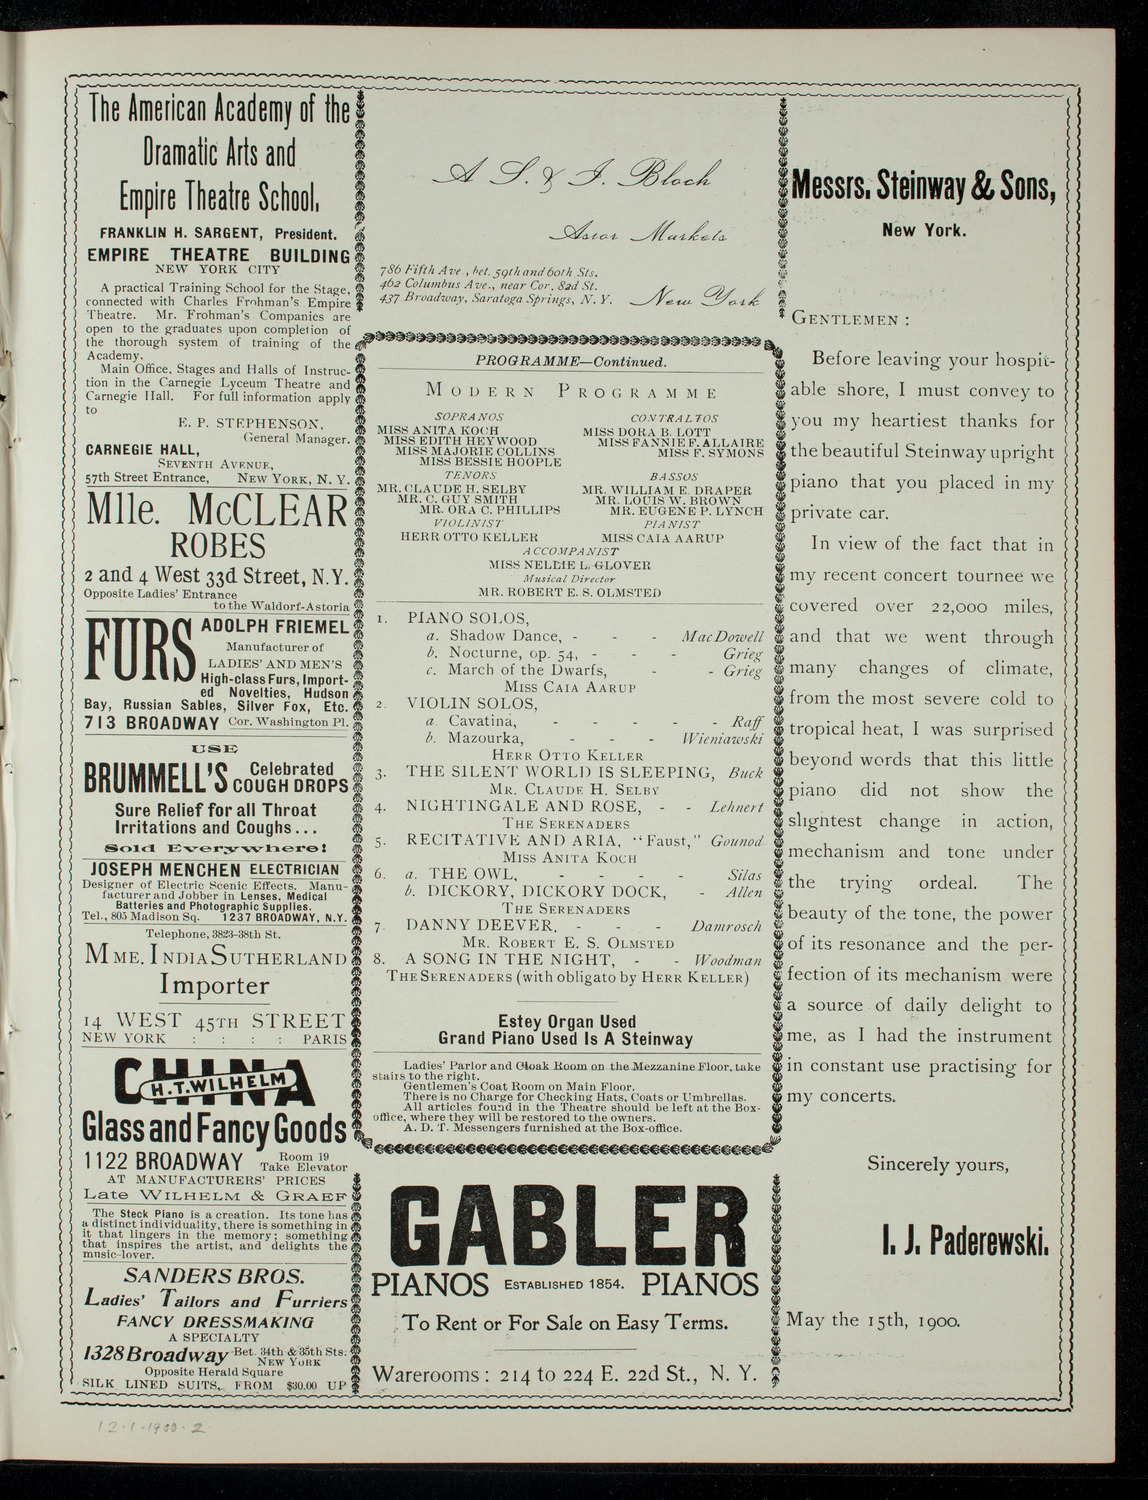 The American Academy of the
Dramatic Arts and
Empire Theatre School,
FRANKLIN H. SARGENT, President.
EMPIRE THEATRE BUILDING
NEW YORK CITY
A practical Training School for the Stage,
connected with Charles Frohman's Empire
Theatre. Mr. Frohman's Companies are
open to the graduates upon completion of
the thorough system of training of the
Academy.
Main Office, Stages and Halls of Instruc-
tion in the Carnegie Lyceum Theatre and
Carnegie Hall. For full information apply
to
E. P. STEPHENSON,
General Manager.
CARNEGIE HALL,
SEVENTH AVENUE,
57th Street Entrance, NEW YORK, N. Y.
Mlle. McCLEAR
ROBES
2 and 4 West 33d Street, N.Y.
Opposite Ladies' Entrance
to the Waldorf-Astoria
FURS ADOLPH FRIEMEL
Manufacturer of
LADIES' AND MEN'S
High-class Furs, Import-
ed Novelties, Hudson
Bay, Russian Sables, Silver Fox, Etc.
713 BROADWAY Cor. Washington Pl.
USE
BRUMMELL'S Celebrated
COUGH DROPS
Sure Relief for all Throat
Irritations and Coughs...
Sold Everywhere!
JOSEPH MENCHEN ELECTRICIAN
Designer of Electric Scenic Effects. Manu-
facturer and Jobber in Lenses, Medical
Batteries and Photographic Supplies.
Tel., 805 Madison Sq. 1237 BROADWAY, N.Y.
Telephone, 3823-38th St.
MME. INDIA SUTHERLAND
Importer
14 WEST 45TH STREET
NEW YORK : : : : PARIS
CHINA
H.T. WILHELM
Glass and Fancy Goods
1122 BROADWAY Room 19
Take Elevator
AT MANUFACTURERS' PRICES
Late WILHELM & GRAEF
The Steck Piano is a creation. Its tone has
a distinct individuality, there is something in
it that lingers in the memory; something
that inspires the artist, and delights the
music-lover.
SANDERS BROS.
Ladies' Tailors and Furriers
FANCY DRESSMAKING
A SPECIALTY
1328 Broadway Bet. 34th & 35th Sts.
NEW YORK
Opposite Herald Square
SILK LINED SUITS, FROM $30.00 UP
A S. & I. Bloch
Astor Markets
786 Fifth Ave., bet. 59th and 60th Sts.
462 Columbus Ave., near Cor. 82d St.
437 Broadway, Saratoga Springs, N. Y. New York
PROGRAMME—Continued.
MODERN PROGRAMME
SOPRANOS
MISS ANITA KOCH
MISS EDITH HEYWOOD
MISS MAJORIE COLLINS
MISS BESSIE HOOPLE
CONTRALTOS
MISS DORA B. LOTT
MISS FANNIE F. ALLAIRE
MISS F. SYMONS
TENORS
MR. CLAUDE H. SELBY
MR. C. GUY SMITH
MR. ORA C. PHILLIPS
BASSOS
MR. WILLIAM E. DRAPER
MR. LOUIS W. BROWN
MR. EUGENE P. LYNCH
VIOLINIST
HERR OTTO KELLER
PIANIST
MISS CAIA AARUP
ACCOMPANIST
MISS NELLIE L. GLOVER
Musical Director
MR. ROBERT E. S. OLMSTED
1. PIANO SOLOS,
a. Shadow Dance, - - - MacDowell
b. Nocturne, op. 54, - - - Grieg
c. March of the Dwarfs, - - Grieg
MISS CAIA AARUP
2. VIOLIN SOLOS,
a Cavatina, - - - - - Raff
b. Mazourka, - - - Wieniawski
HERR OTTO KELLER
3. THE SILENT WORLD IS SLEEPING, Buck
MR. CLAUDE H. SELBY
4. NIGHTINGALE AND ROSE, - - Lehnert
THE SERENADERS
5. RECITATIVE AND ARIA, "Faust," Gounod
MISS ANITA KOCH
6. a. THE OWL, - - - - Silas
b. DICKORY, DICKORY DOCK, - Allen
THE SERENADERS
7. DANNY DEEVER, - - - Damrosch
MR. ROBERT E. S. OLMSTED
8. A SONG IN THE NIGHT, - - Woodman
THE SERENADERS (with obligato by HERR KELLER)
Estey Organ Used
Grand Piano Used Is A Steinway
Ladies' Parlor and Cloak Room on the Mezzanine Floor, take
stairs to the right.
Gentlemen's Coat Room on Main Floor.
There is no Charge for Checking Hats, Coats or Umbrellas.
All articles found in the Theatre should be left at the Box-
office, where they will be restored to the owners.
A. D. T. Messengers furnished at the Box-office.
GABLER
PIANOS ESTABLISHED 1854. PIANOS
To Rent or For Sale on Easy Terms.
Warerooms: 214 to 224 E. 22d St., N. Y.
Messrs. Steinway & Sons,
New York.
GENTLEMEN:
Before leaving your hospit-
able shore, I must convey to
you my heartiest thanks for
the beautiful Steinway upright
piano that you placed in my
private car.
In view of the fact that in
my recent concert tournee we
covered over 22,000 miles,
and that we went through
many changes of climate,
from the most severe cold to
tropical heat, I was surprised
beyond words that this little
piano did not show the
slightest change in action,
mechanism and tone under
the trying ordeal. The
beauty of the tone, the power
of its resonance and the per-
fection of its mechanism were
a source of daily delight to
me, as I had the instrument
in constant use practising for
my concerts.
Sincerely yours,
I. J. Paderewski.
May the 15th, 1900.
12-1-1900-2